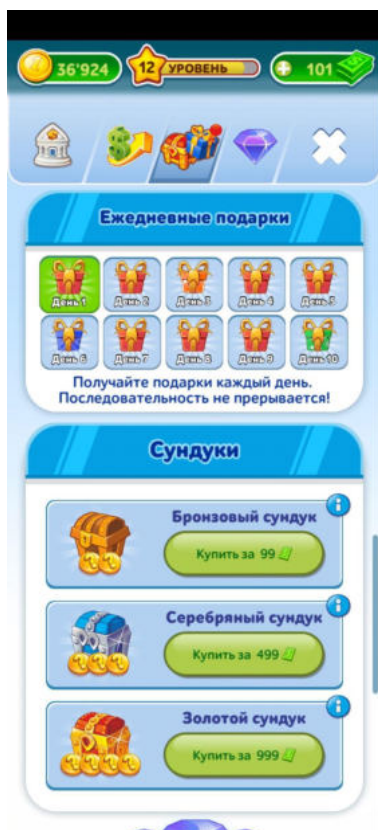 36'924
12 УРОВЕНЬ
101
Ежедневные подарки
День 1 День 2 День 3 День 4 День 5
День 6 День 7 День 8 День 9 День 10
Получайте подарки каждый день.
Последовательность не прерывается!
Сундуки
Бронзовый сундук
Купить за 99
Серебряный сундук
Купить за 499
Золотой сундук
Купить за 999